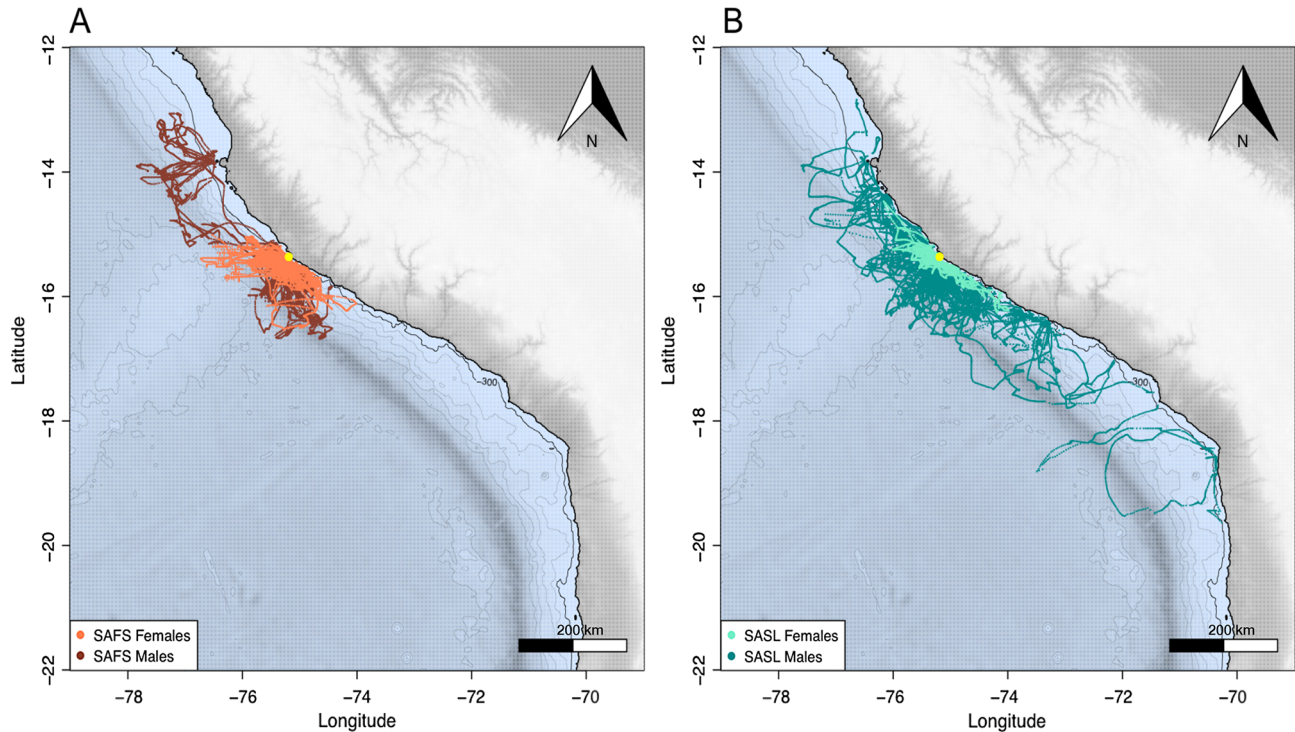 A
B
−12
−14
−16
−18
−20
−22
Latitude
N
−300
200 km
SAFS Females
SAFS Males
−78
−76
−74
−72
−70
Longitude
−12
−14
−16
−18
−20
−22
Latitude
N
−300
200 km
SASL Females
SASL Males
−78
−76
−74
−72
−70
Longitude